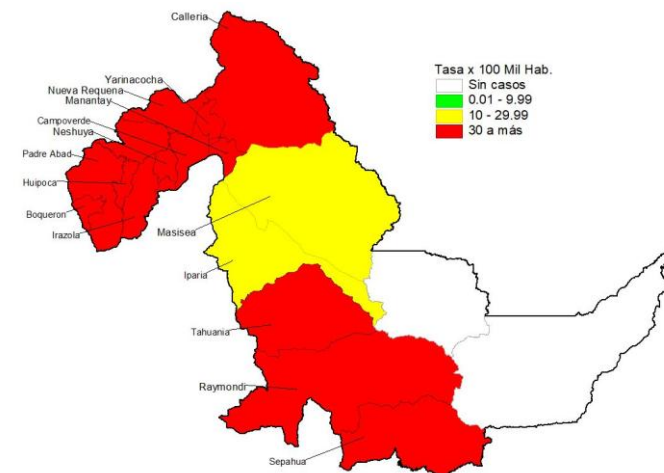 Calleria
Tasa x 100 Mil Hab.
Sin casos
0.01 - 9.99
10 - 29.99
30 a más
Yarinacocha
Nueva Requena
Manantay
Campoverde
Neshuya
Padre Abad
Huipoca
Boqueron
Irazola
Masisea
Iparia
Tahuania
Raymondi
Sepahua